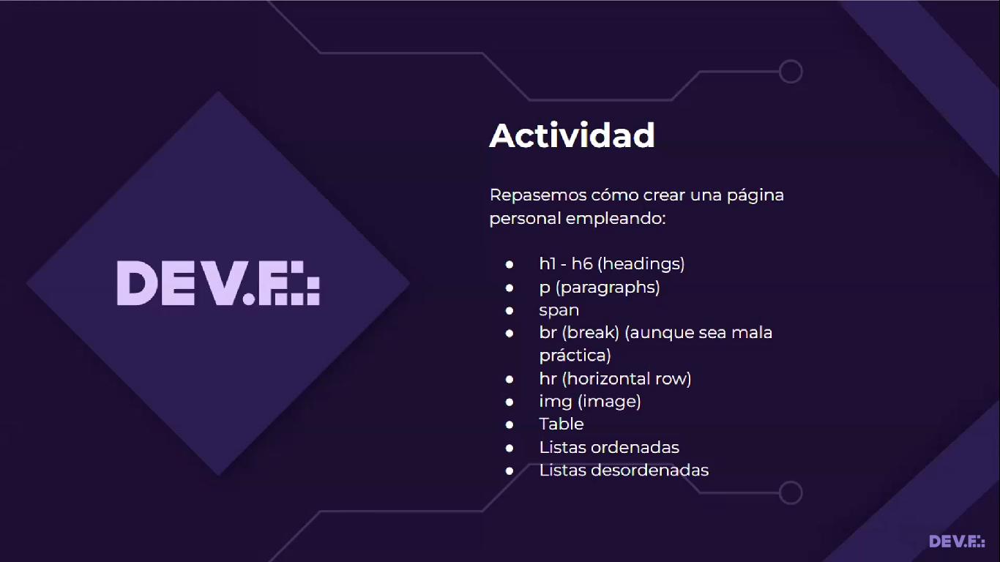 Actividad
Repasemos cómo crear una página
personal empleando:
● h1 - h6 (headings)
● p (paragraphs)
● span
● br (break) (aunque sea mala
práctica)
● hr (horizontal row)
● img (image)
● Table
● Listas ordenadas
● Listas desordenadas
DEV.F
DEV.F